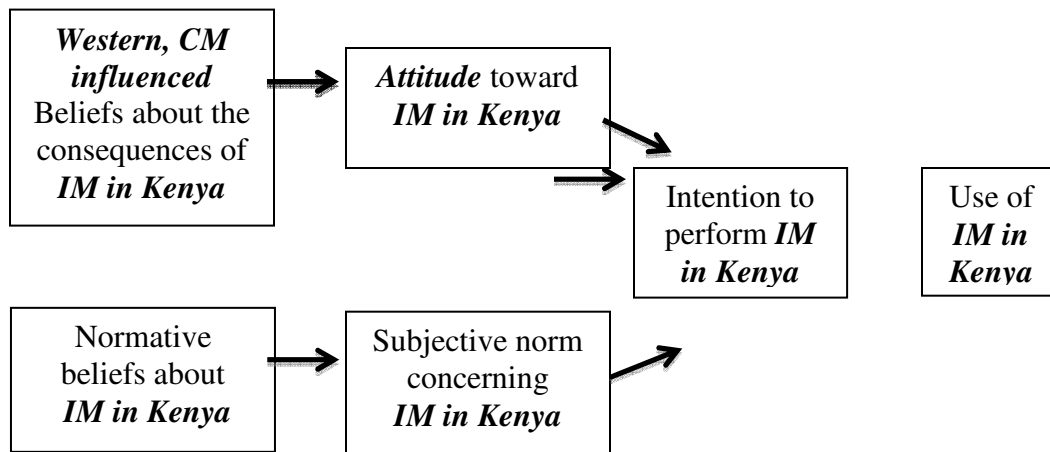 Western, CM
influenced
Beliefs about the
consequences of
IM in Kenya
Attitude toward
IM in Kenya
Intention to
perform IM
in Kenya
Use of
IM in
Kenya
Normative
beliefs about
IM in Kenya
Subjective norm
concerning
IM in Kenya